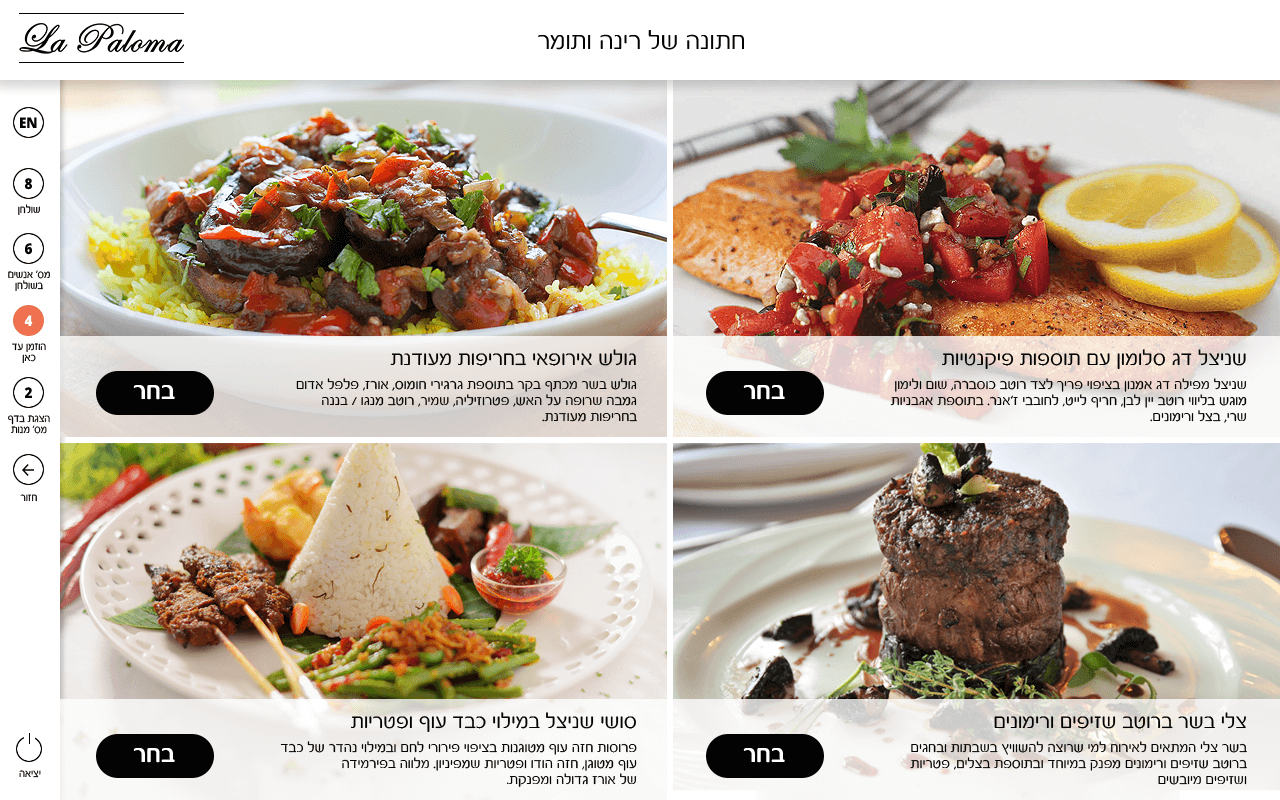 La Paloma
חתונה של רינה ותומר
EN
8
שולחן
6
מס' אנשים
בשולחן
4
הוזמן עד
כאן
2
הצגת בדף
מס' מנות
חזור
יציאה
שניצל דג סלומון עם תוספות פיקנטיות
שניצל מפילה דג אמנון בציפוי פריך לצד רוטב כוסברה, שום ולימון
מוגש בליווי רוטב יין לבן, חריף לייט, לחובבי ז'אנר. בתוספת אגבניות
שרי, בצל ורימונים.
בחר
גולש אירופאי בחריפות מעודנת
גולש בשר מכתף בקר בתוספת גרגירי חומוס, אורז, פלפל אדום
גמבה שרופה על האש, פטרוזיליה, שמיר, רוטב מנגו / בננה
בחריפות מעודנת.
בחר
צלי בשר ברוטב שזיפים ורימונים
בשר צלי המתאים לאירוח למי שרוצה להשוויץ בשבתות ובחגים
ברוטב שזיפים ורימונים מפנק במיוחד ובתוספת בצלים, פטריות
ושזיפים מיובשים
בחר
סושי שניצל במילוי כבד עוף ופטריות
פרוסות חזה עוף מטוגנות בציפוי פירורי לחם ובמילוי נהדר של כבד
עוף מטוגן, חזה הודו ופטריות שמפיניון. מלווה בפירמידה
של אורז גדולה ומפנקת.
בחר